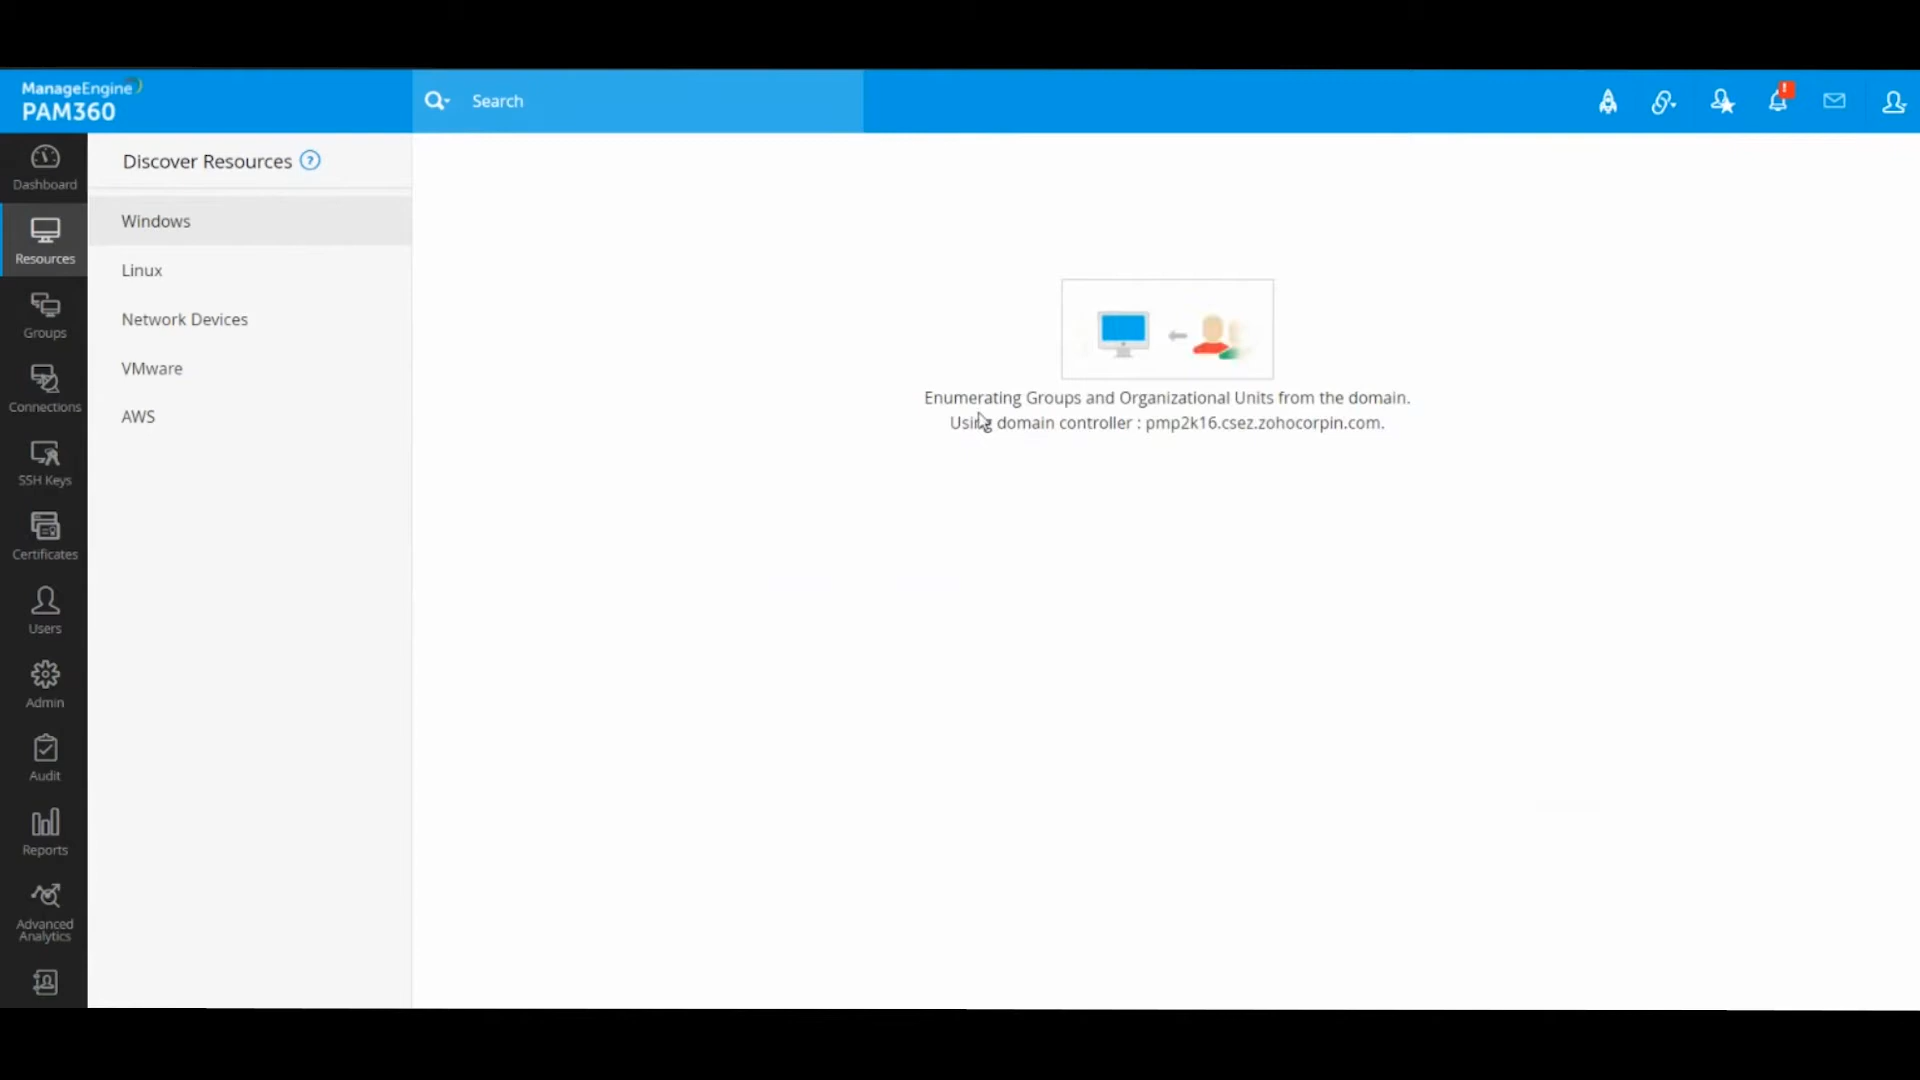 ManageEngine
PAM360
Search
!
Dashboard
Resources
Groups
Connections
SSH Keys
Certificates
Users
Admin
Audit
Reports
Advanced
Analytics
Discover Resources ?
Windows
Linux
Network Devices
VMware
AWS
Enumerating Groups and Organizational Units from the domain.
Using domain controller : pmp2k16.csez.zohocorpin.com.